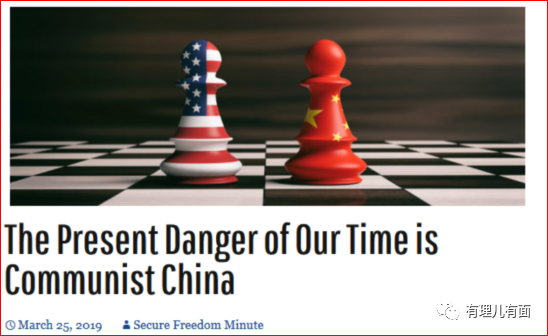 The Present Danger of Our Time is
Communist China
March 25, 2019 Secure Freedom Minute
有理儿有面